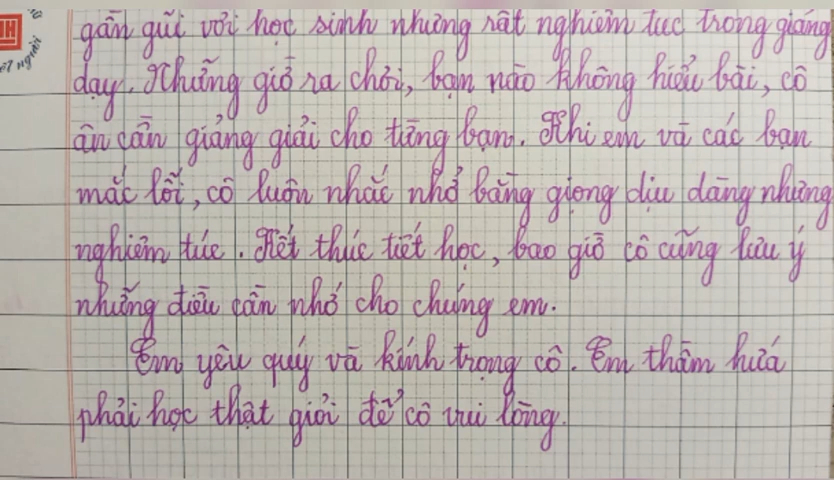 gần gũi với học sinh nhưng rất nghiêm túc trong giảng
dạy. Những giờ ra chơi, bạn nào không hiểu bài, cô
ân cần giảng giải cho từng bạn. Khi em và các bạn
mắc lỗi, cô luôn nhắc nhở bằng giọng dịu dàng nhưng
nghiêm túc. Kết thúc tiết học, bao giờ cô cũng lưu ý
những điều cần nhớ cho chúng em.
Em yêu quý và kính trọng cô. Em thầm hứa
phải học thật giỏi để cô vui lòng.